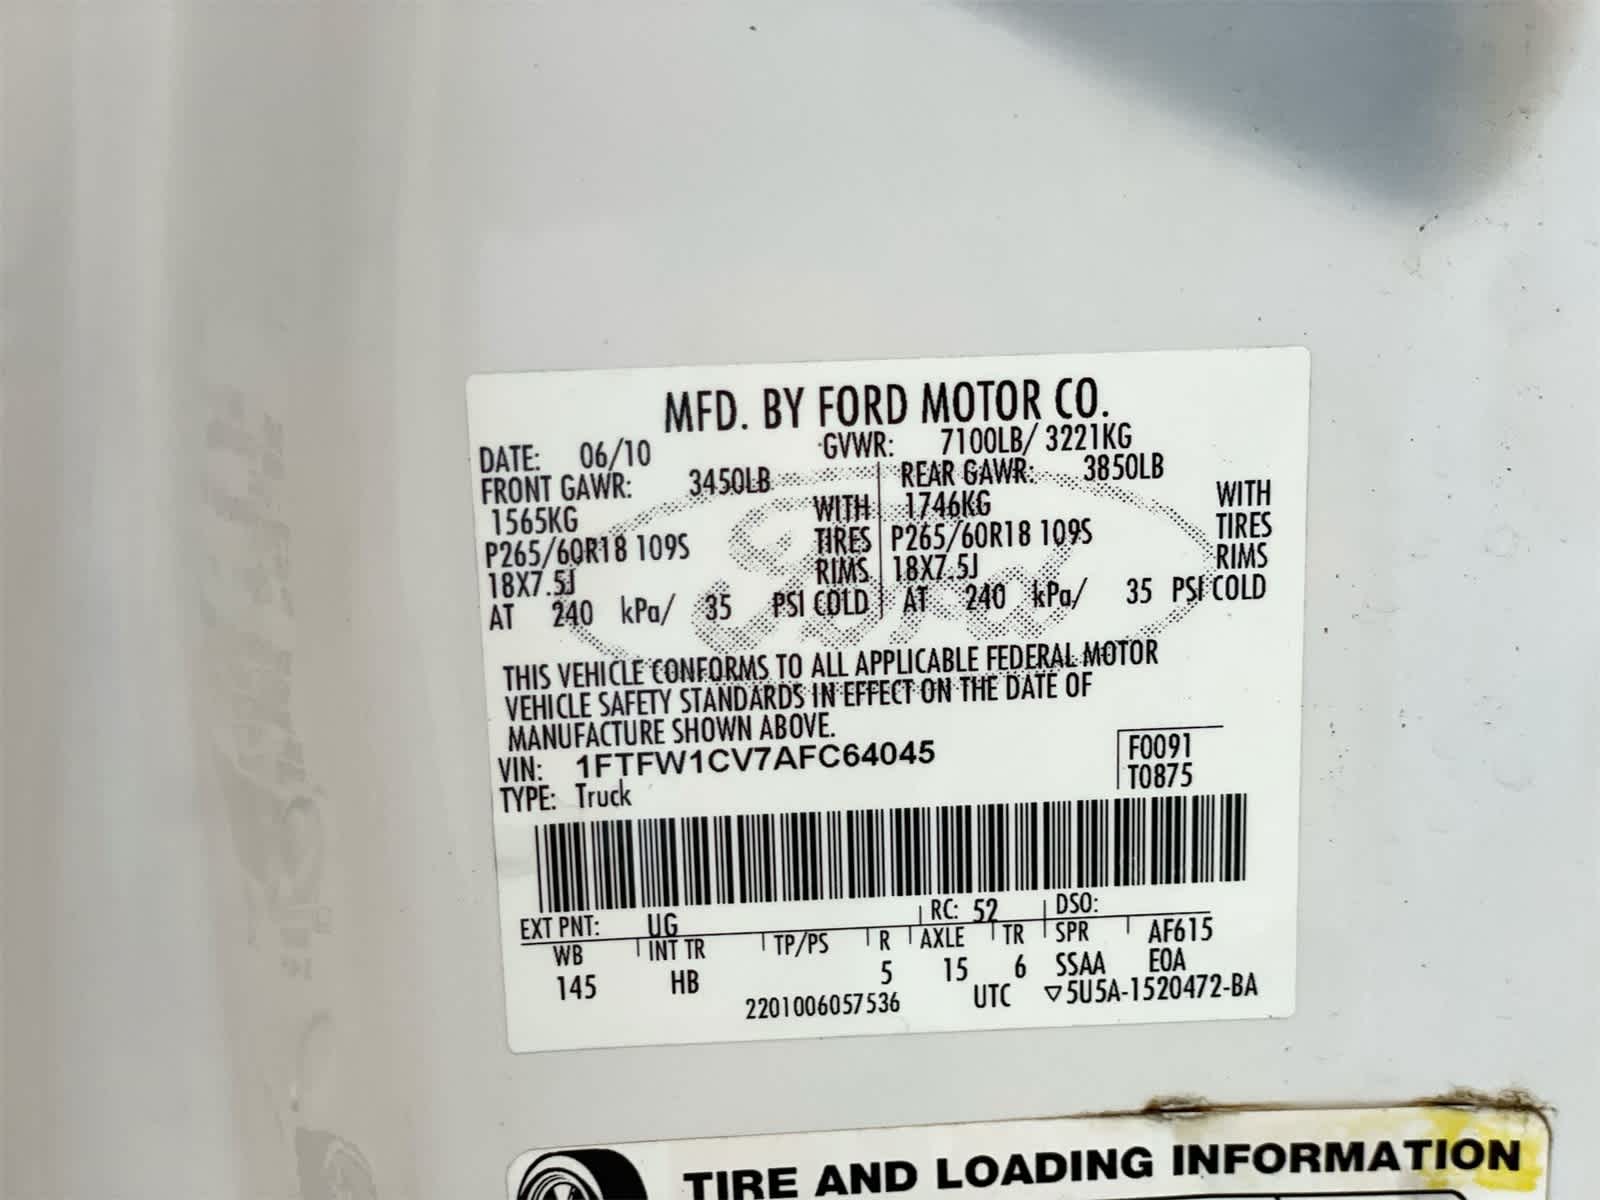 MFD. BY FORD MOTOR CO.
DATE: 06/10 GVWR: 7100LB/ 3221KG
FRONT GAWR: 3450LB REAR GAWR: 3850LB
1565KG WITH 1746KG WITH
P265/60R18 109S TIRES P265/60R18 109S TIRES
18X7.5J RIMS 18X7.5J RIMS
AT 240 kPa/ 35 PSI COLD AT 240 kPa/ 35 PSI COLD
Ford
THIS VEHICLE CONFORMS TO ALL APPLICABLE FEDERAL MOTOR
VEHICLE SAFETY STANDARDS IN EFFECT ON THE DATE OF
MANUFACTURE SHOWN ABOVE.
VIN: 1FTFW1CV7AFC64045 F0091
TYPE: Truck T0875
EXT PNT: UG RC: 52 DSO:
WB INT TR TP/PS R AXLE TR SPR AF615
145 HB 5 15 6 SSAA EOA
2201006057536 UTC ▽5U5A-1520472-BA
TIRE AND LOADING INFORMATION